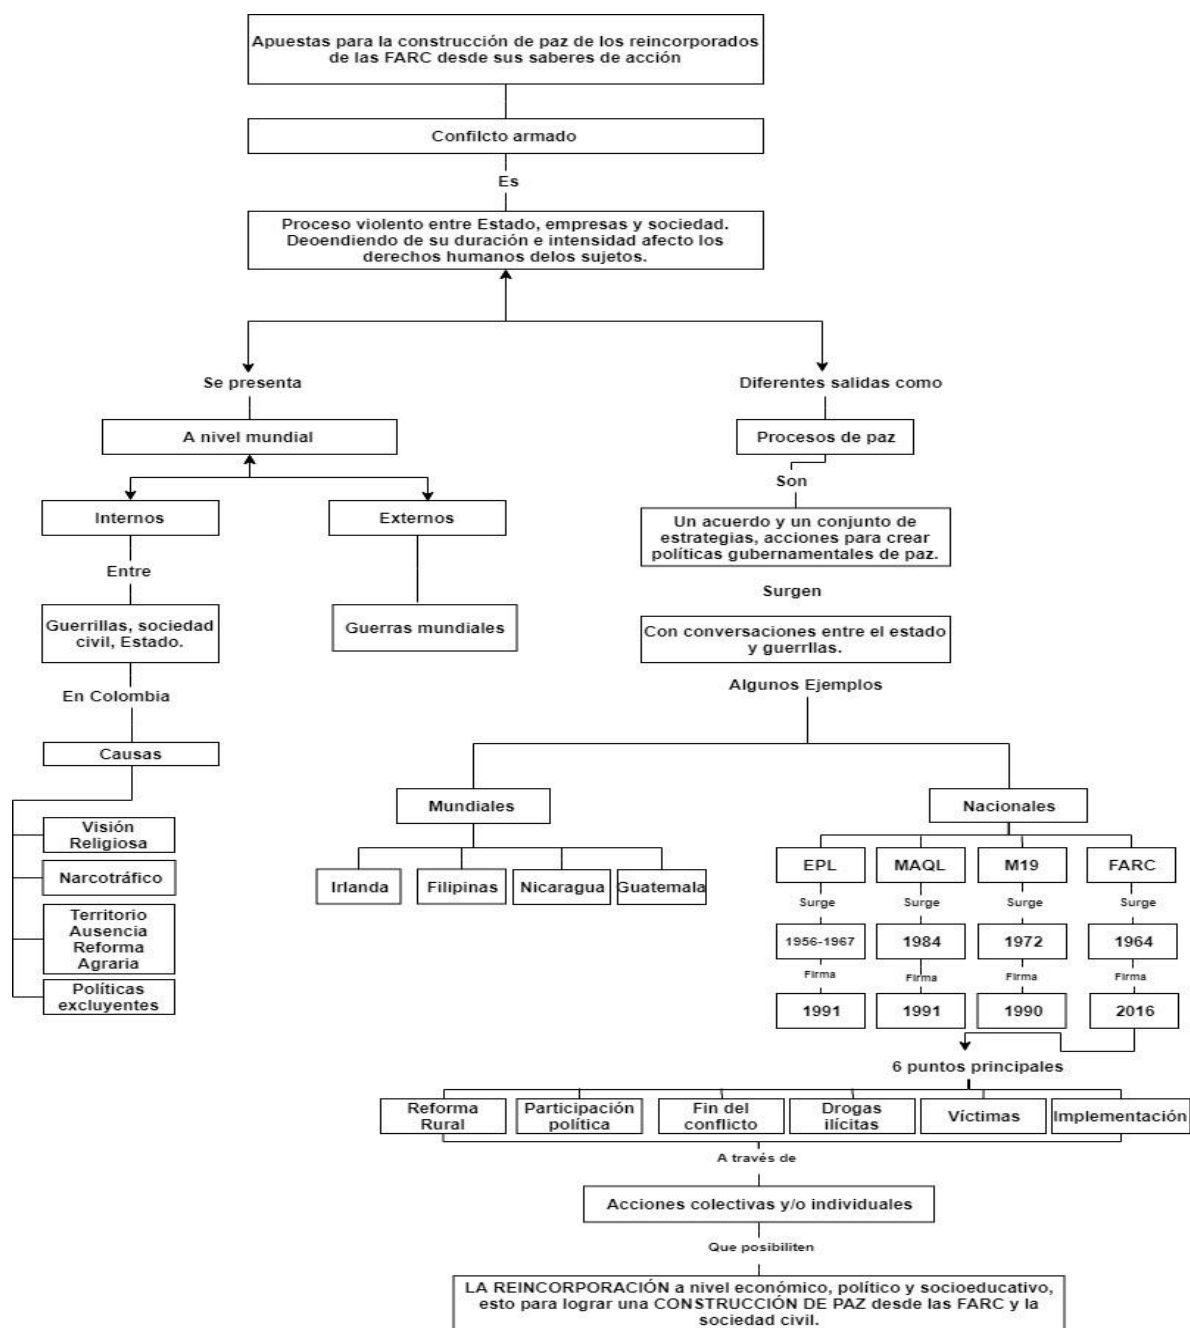 Apuestas para la construcción de paz de los reincorporados
de las FARC desde sus saberes de acción
Confilcto armado
Es
Proceso violento entre Estado, empresas y sociedad.
Deoendiendo de su duración e intensidad afecto los
derechos humanos delos sujetos.
Se presenta
Diferentes salidas como
A nivel mundial
Procesos de paz
Son
Internos
Externos
Un acuerdo y un conjunto de
estrategias, acciones para crear
políticas gubernamentales de paz.
Entre
Surgen
Guerrillas, sociedad
civil, Estado.
Guerras mundiales
Con conversaciones entre el estado
y guerrllas.
En Colombia
Algunos Ejemplos
Causas
Mundiales
Nacionales
Visión
Religiosa
Narcotráfico
Territorio
Ausencia
Reforma
Agraria
Políticas
excluyentes
Irlanda
Filipinas
Nicaragua
Guatemala
EPL
MAQL
M19
FARC
Surge
Surge
Surge
Surge
1956-1967
1984
1972
1964
Firma
Firma
Firma
Firma
1991
1991
1990
2016
6 puntos principales
Reforma
Rural
Participación
política
Fin del
conflicto
Drogas
ilícitas
Víctimas
Implementación
A través de
Acciones colectivas y/o individuales
Que posibiliten
LA REINCORPORACIÓN a nivel económico, político y socioeducativo,
esto para lograr una CONSTRUCCIÓN DE PAZ desde las FARC y la
sociedad civil.